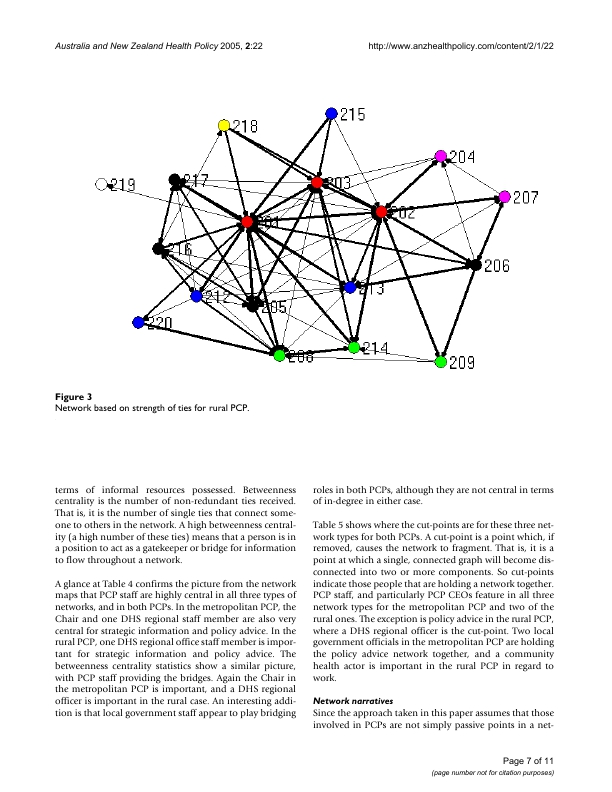 Australia and New Zealand Health Policy 2005, 2:22
http://www.anzhealthpolicy.com/content/2/1/22
215
218
204
219
217
203
207
201
202
216
206
213
212
205
220
214
208
209
Figure 3
Network based on strength of ties for rural PCP.
terms of informal resources possessed. Betweenness
centrality is the number of non-redundant ties received.
That is, it is the number of single ties that connect some-
one to others in the network. A high betweenness central-
ity (a high number of these ties) means that a person is in
a position to act as a gatekeeper or bridge for information
to flow throughout a network.
A glance at Table 4 confirms the picture from the network
maps that PCP staff are highly central in all three types of
networks, and in both PCPs. In the metropolitan PCP, the
Chair and one DHS regional staff member are also very
central for strategic information and policy advice. In the
rural PCP, one DHS regional office staff member is impor-
tant for strategic information and policy advice. The
betweenness centrality statistics show a similar picture,
with PCP staff providing the bridges. Again the Chair in
the metropolitan PCP is important, and a DHS regional
officer is important in the rural case. An interesting addi-
tion is that local government staff appear to play bridging
roles in both PCPs, although they are not central in terms
of in-degree in either case.
Table 5 shows where the cut-points are for these three net-
work types for both PCPs. A cut-point is a point which, if
removed, causes the network to fragment. That is, it is a
point at which a single, connected graph will become dis-
connected into two or more components. So cut-points
indicate those people that are holding a network together.
PCP staff, and particularly PCP CEOs feature in all three
network types for the metropolitan PCP and two of the
rural ones. The exception is policy advice in the rural PCP,
where a DHS regional officer is the cut-point. Two local
government officials in the metropolitan PCP are holding
the policy advice network together, and a community
health actor is important in the rural PCP in regard to
work.
Network narratives
Since the approach taken in this paper assumes that those
involved in PCPs are not simply passive points in a net-
Page 7 of 11
(page number not for citation purposes)